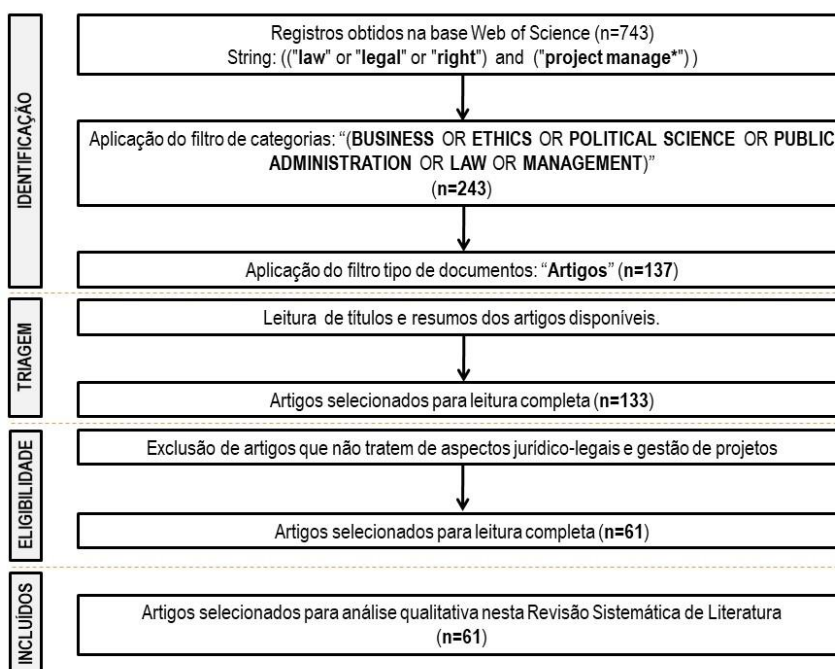 IDENTIFICAÇÃO
Registros obtidos na base Web of Science (n=743)
String: (("law" or "legal" or "right") and ("project manage*") )
Aplicação do filtro de categorias: “(BUSINESS OR ETHICS OR POLITICAL SCIENCE OR PUBLIC
ADMINISTRATION OR LAW OR MANAGEMENT)”
(n=243)
Aplicação do filtro tipo de documentos: “Artigos” (n=137)
TRIAGEM
Leitura de títulos e resumos dos artigos disponíveis.
Artigos selecionados para leitura completa (n=133)
ELIGIBILIDADE
Exclusão de artigos que não tratem de aspectos jurídico-legais e gestão de projetos
Artigos selecionados para leitura completa (n=61)
INCLUÍDOS
Artigos selecionados para análise qualitativa nesta Revisão Sistemática de Literatura
(n=61)